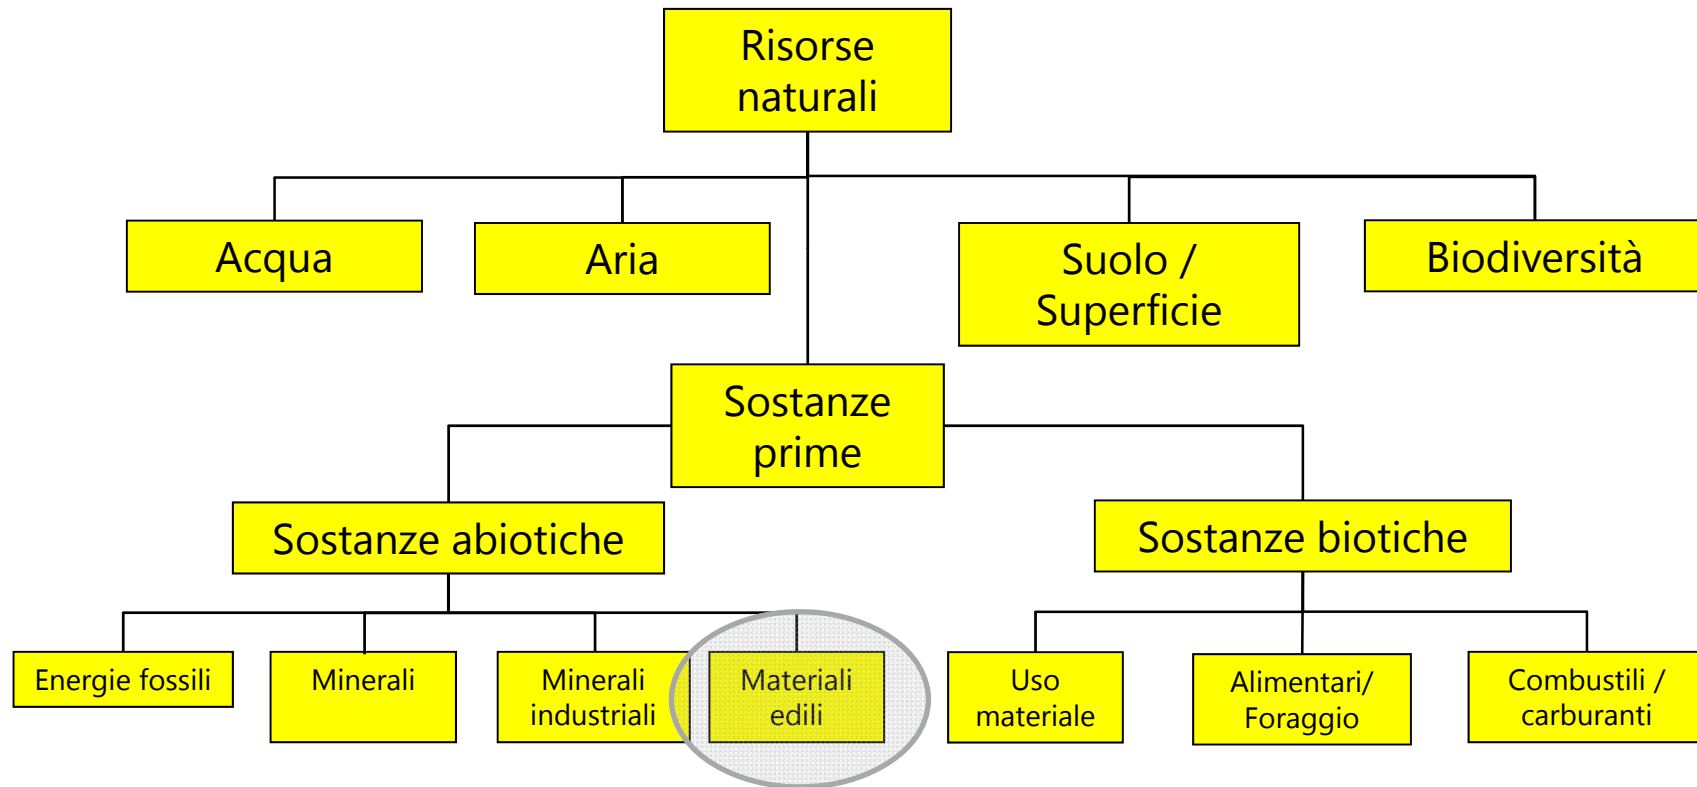 Risorse
naturali
Acqua
Aria
Suolo /
Superficie
Biodiversità
Sostanze
prime
Sostanze abiotiche
Sostanze biotiche
Energie fossili
Minerali
Minerali
industriali
Materiali
edili
Uso
materiale
Alimentari/
Foraggio
Combustili /
carburanti